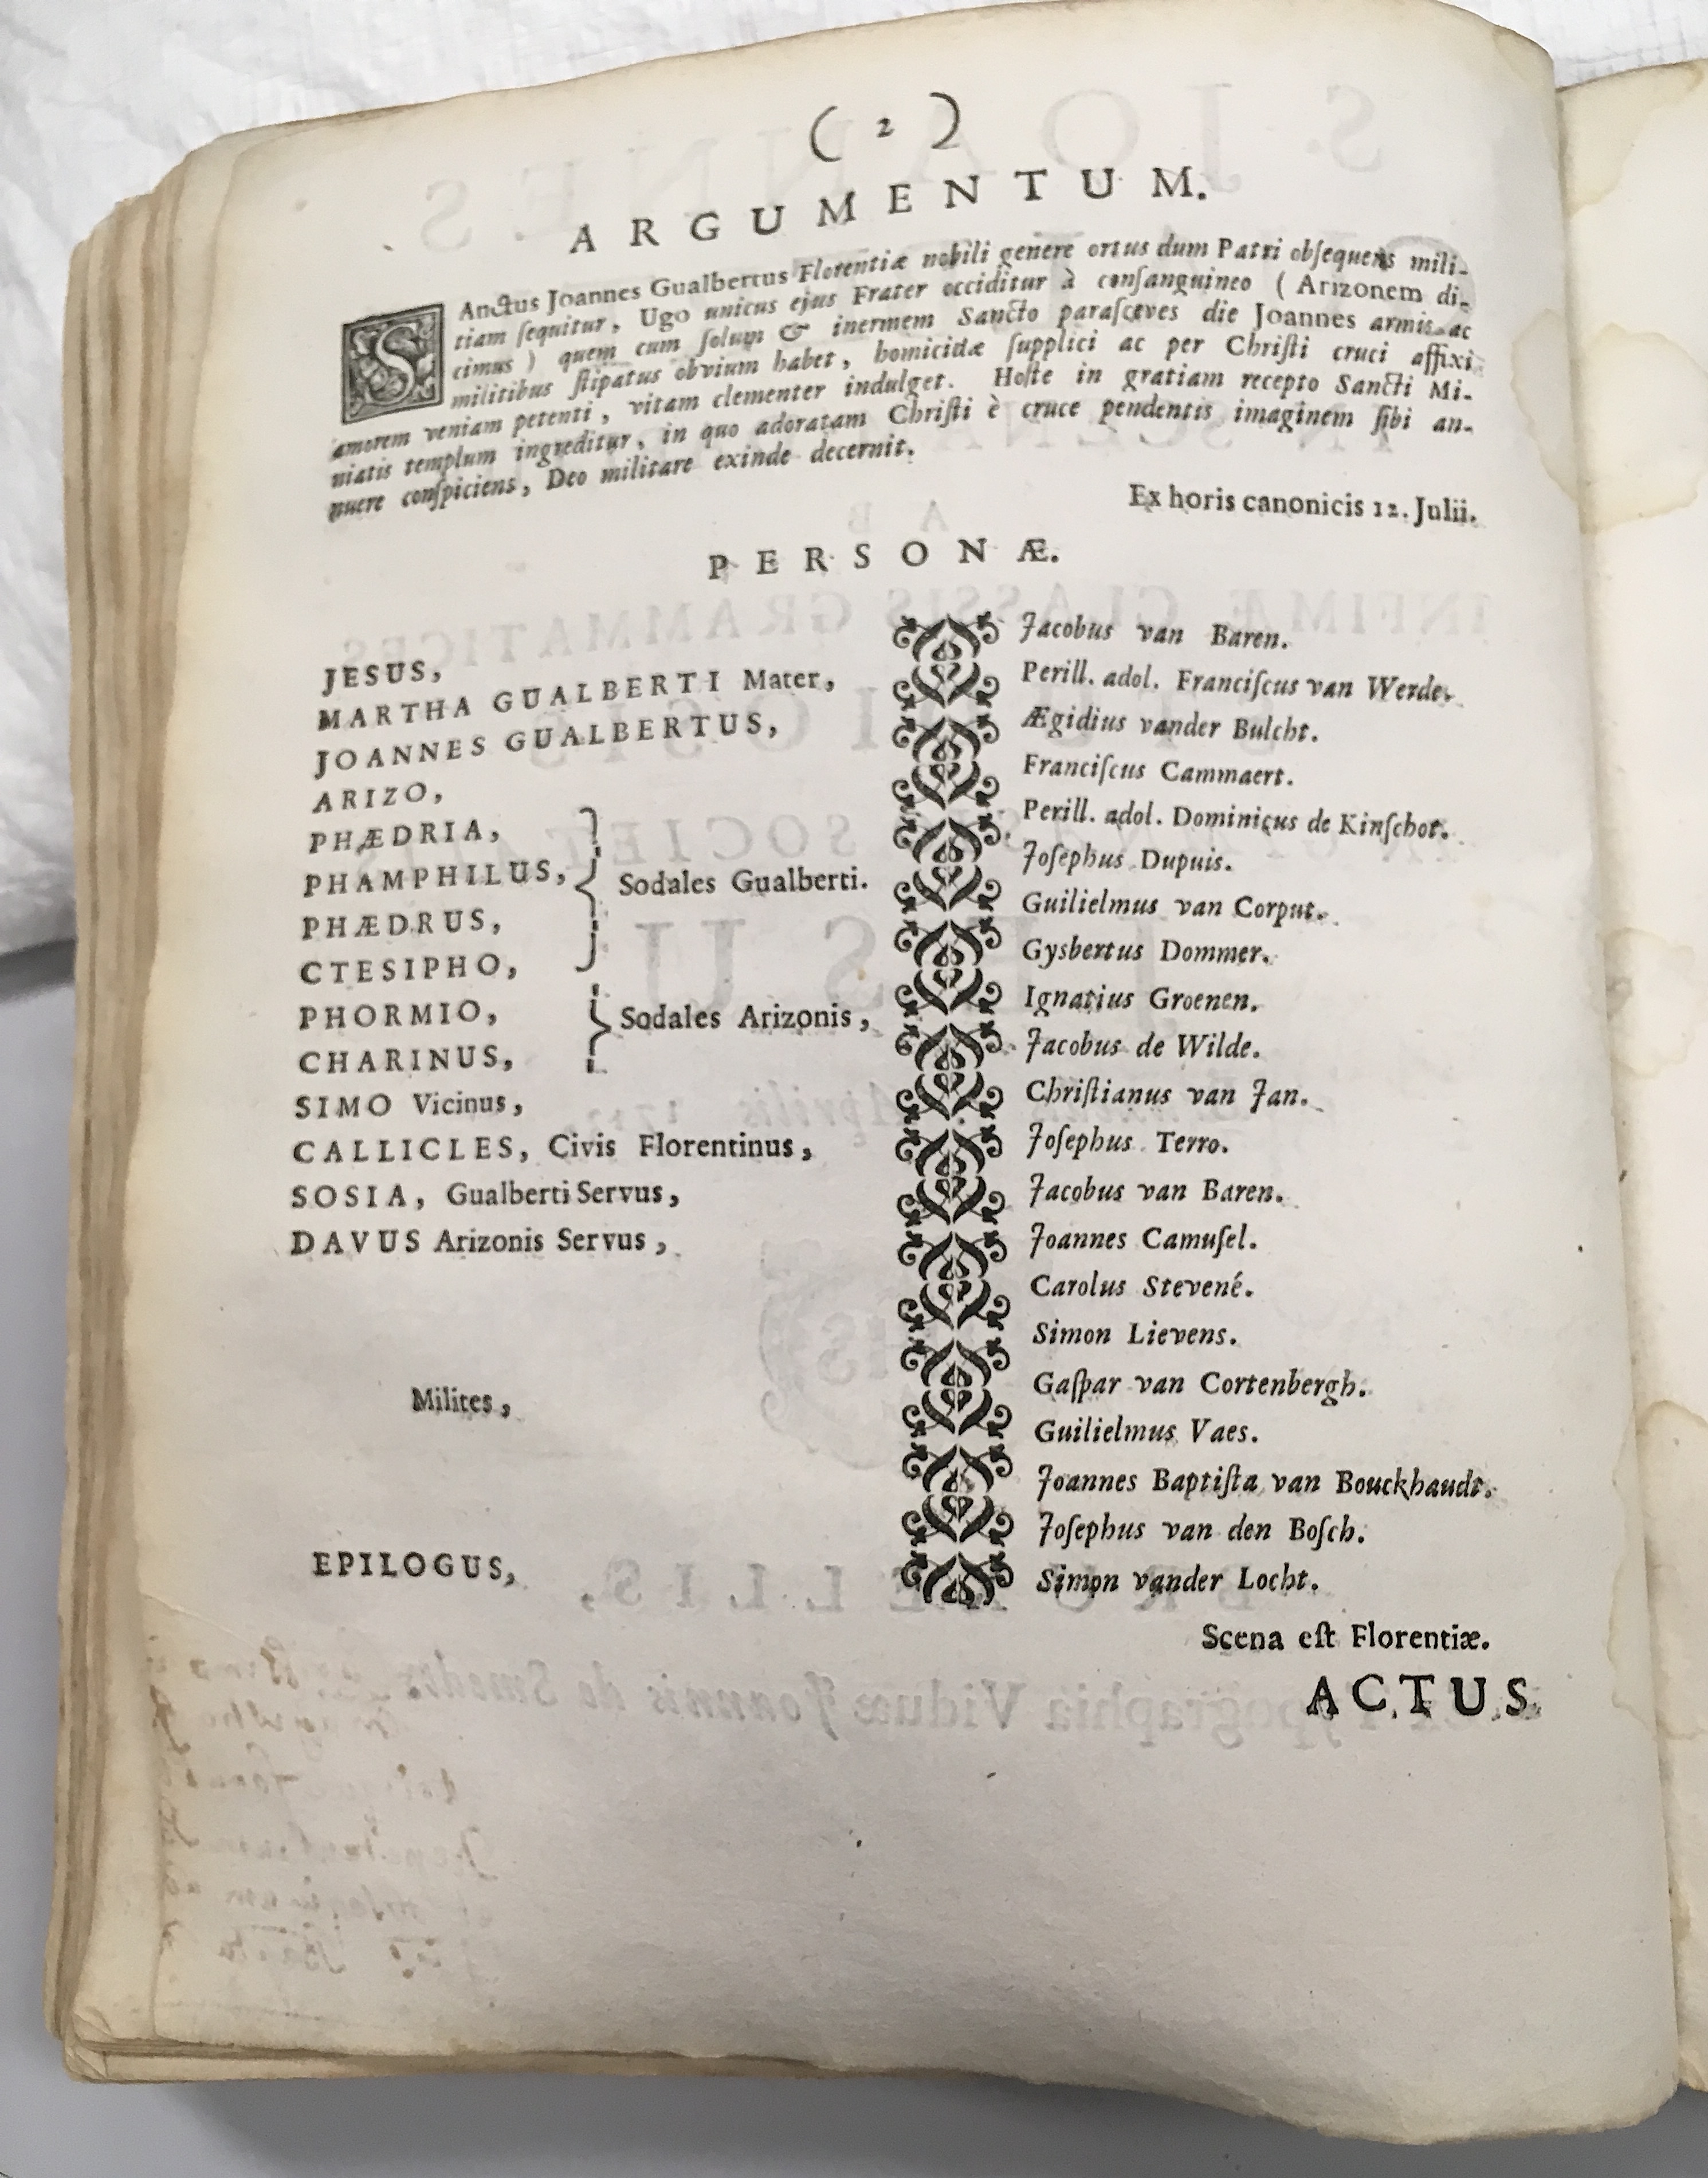 ( 2 )
ARGUMENTUM.
SAnctus Joannes Gualbertus Florentiæ nobili genere ortus dum Patri obſequens mili-
tiam ſequitur, Ugo unicus ejus Frater occiditur à conſanguineo ( Arizonem di-
cimus ) quem cum ſolum & inermem Sancto paraſceves die Joannes armis ac
militibus ſtipatus obvium habet, homicidæ ſupplici ac per Chriſti cruci affixi
amorem veniam petenti, vitam clementer indulget. Hoſte in gratiam recepto Sancti Mi-
niatis templum ingreditur, in quo adoratam Chriſti è cruce pendentis imaginem ſibi an-
nuere conſpiciens, Deo militare exinde decernit.
Ex horis canonicis 12. Julii.
PERSONÆ.
JESUS,
MARTHA GUALBERTI Mater,
JOANNES GUALBERTUS,
ARIZO,
PHÆDRIA,
PHAMPHILUS,
PHÆDRUS,
CTESIPHO,
Sodales Gualberti.
PHORMIO,
CHARINUS,
Sodales Arizonis,
SIMO Vicinus,
CALLICLES, Civis Florentinus,
SOSIA, Gualberti Servus,
DAVUS Arizonis Servus,
Milites,
EPILOGUS,
Jacobus van Baren.
Perill. adol. Franciſcus van Werde.
Ægidius vander Bulcht.
Franciſcus Cammaert.
Perill. adol. Dominicus de Kinſchot.
Joſephus Dupuis.
Guilielmus van Corput.
Gysbertus Dommer.
Ignatius Groenen.
Jacobus de Wilde.
Chriſtianus van Jan.
Joſephus Terro.
Jacobus van Baren.
Joannes Camuſel.
Carolus Stevené.
Simon Lievens.
Gaſpar van Cortenbergh.
Guilielmus Vaes.
Joannes Baptiſta van Bouckhaudt.
Joſephus van den Boſch.
Simon vander Locht.
Scena eſt Florentiæ.
ACTUS